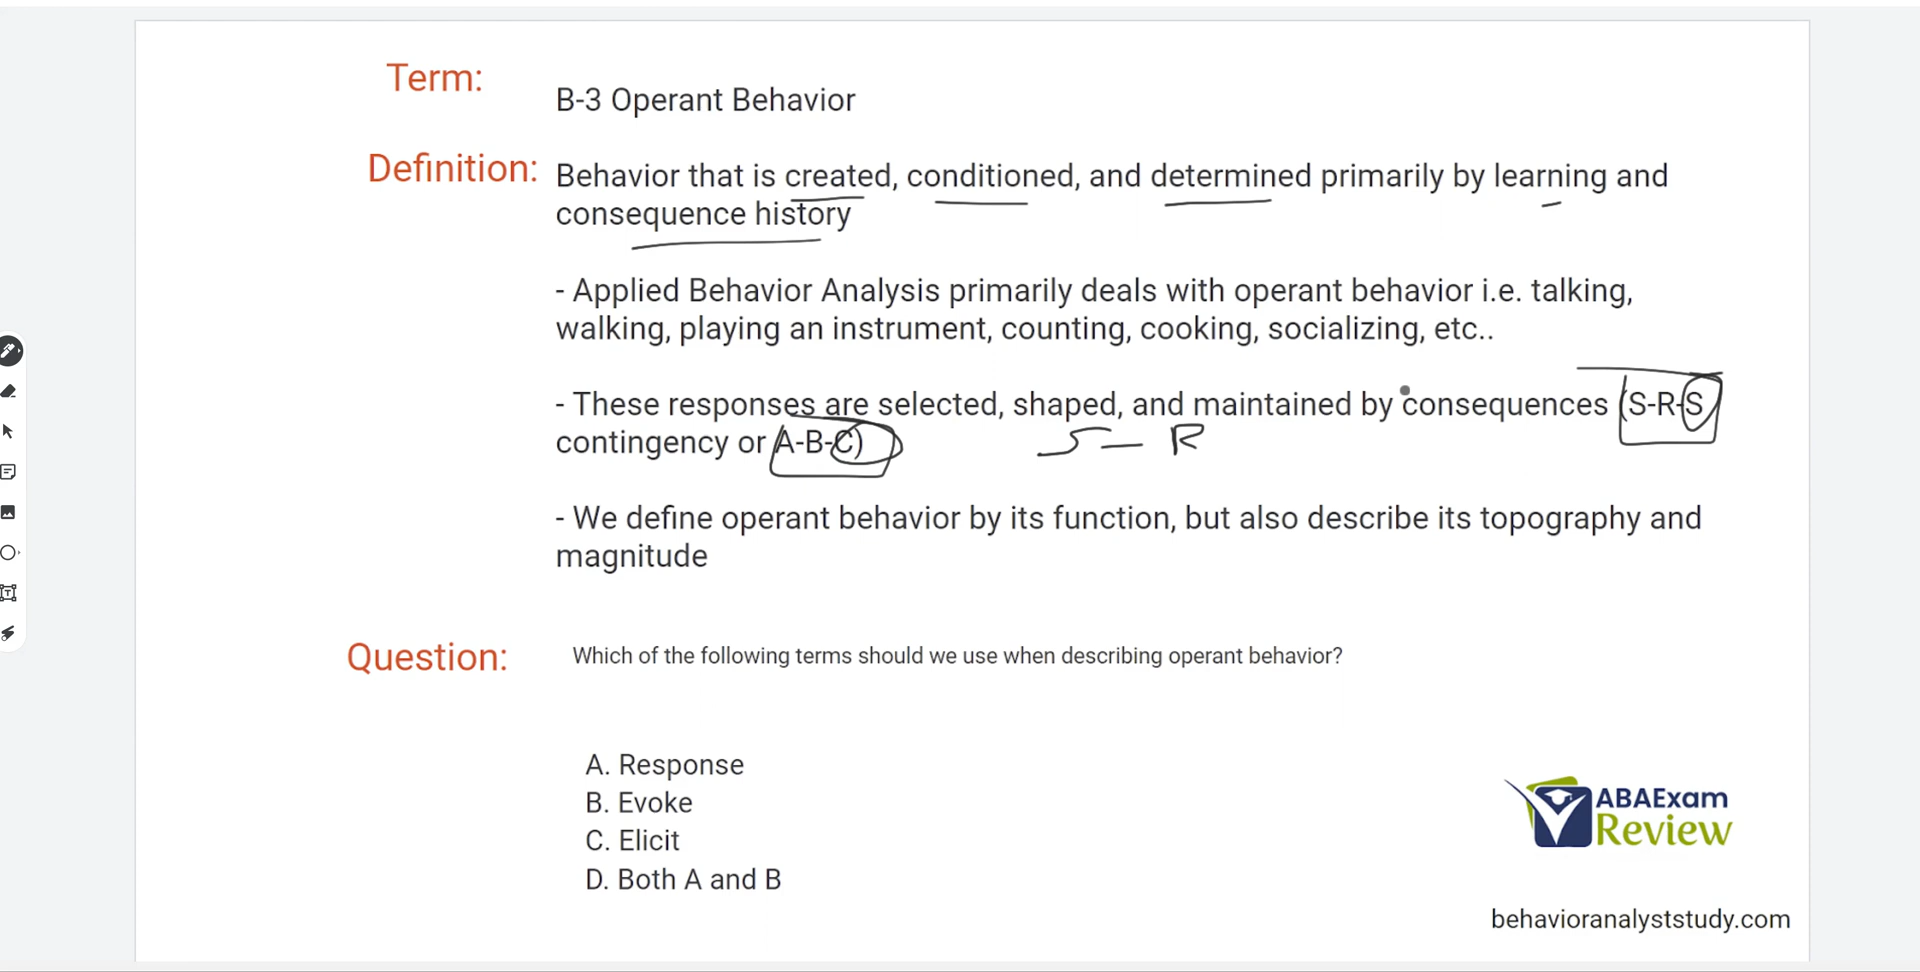 Term:
B-3 Operant Behavior
Definition:
Behavior that is created, conditioned, and determined primarily by learning and
consequence history
- Applied Behavior Analysis primarily deals with operant behavior i.e. talking,
walking, playing an instrument, counting, cooking, socializing, etc..
- These responses are selected, shaped, and maintained by consequences (S-R-S
contingency or A-B-C)
S — R
- We define operant behavior by its function, but also describe its topography and
magnitude
Question:
Which of the following terms should we use when describing operant behavior?
A. Response
B. Evoke
C. Elicit
D. Both A and B
ABAExam
Review
behavioranalyststudy.com